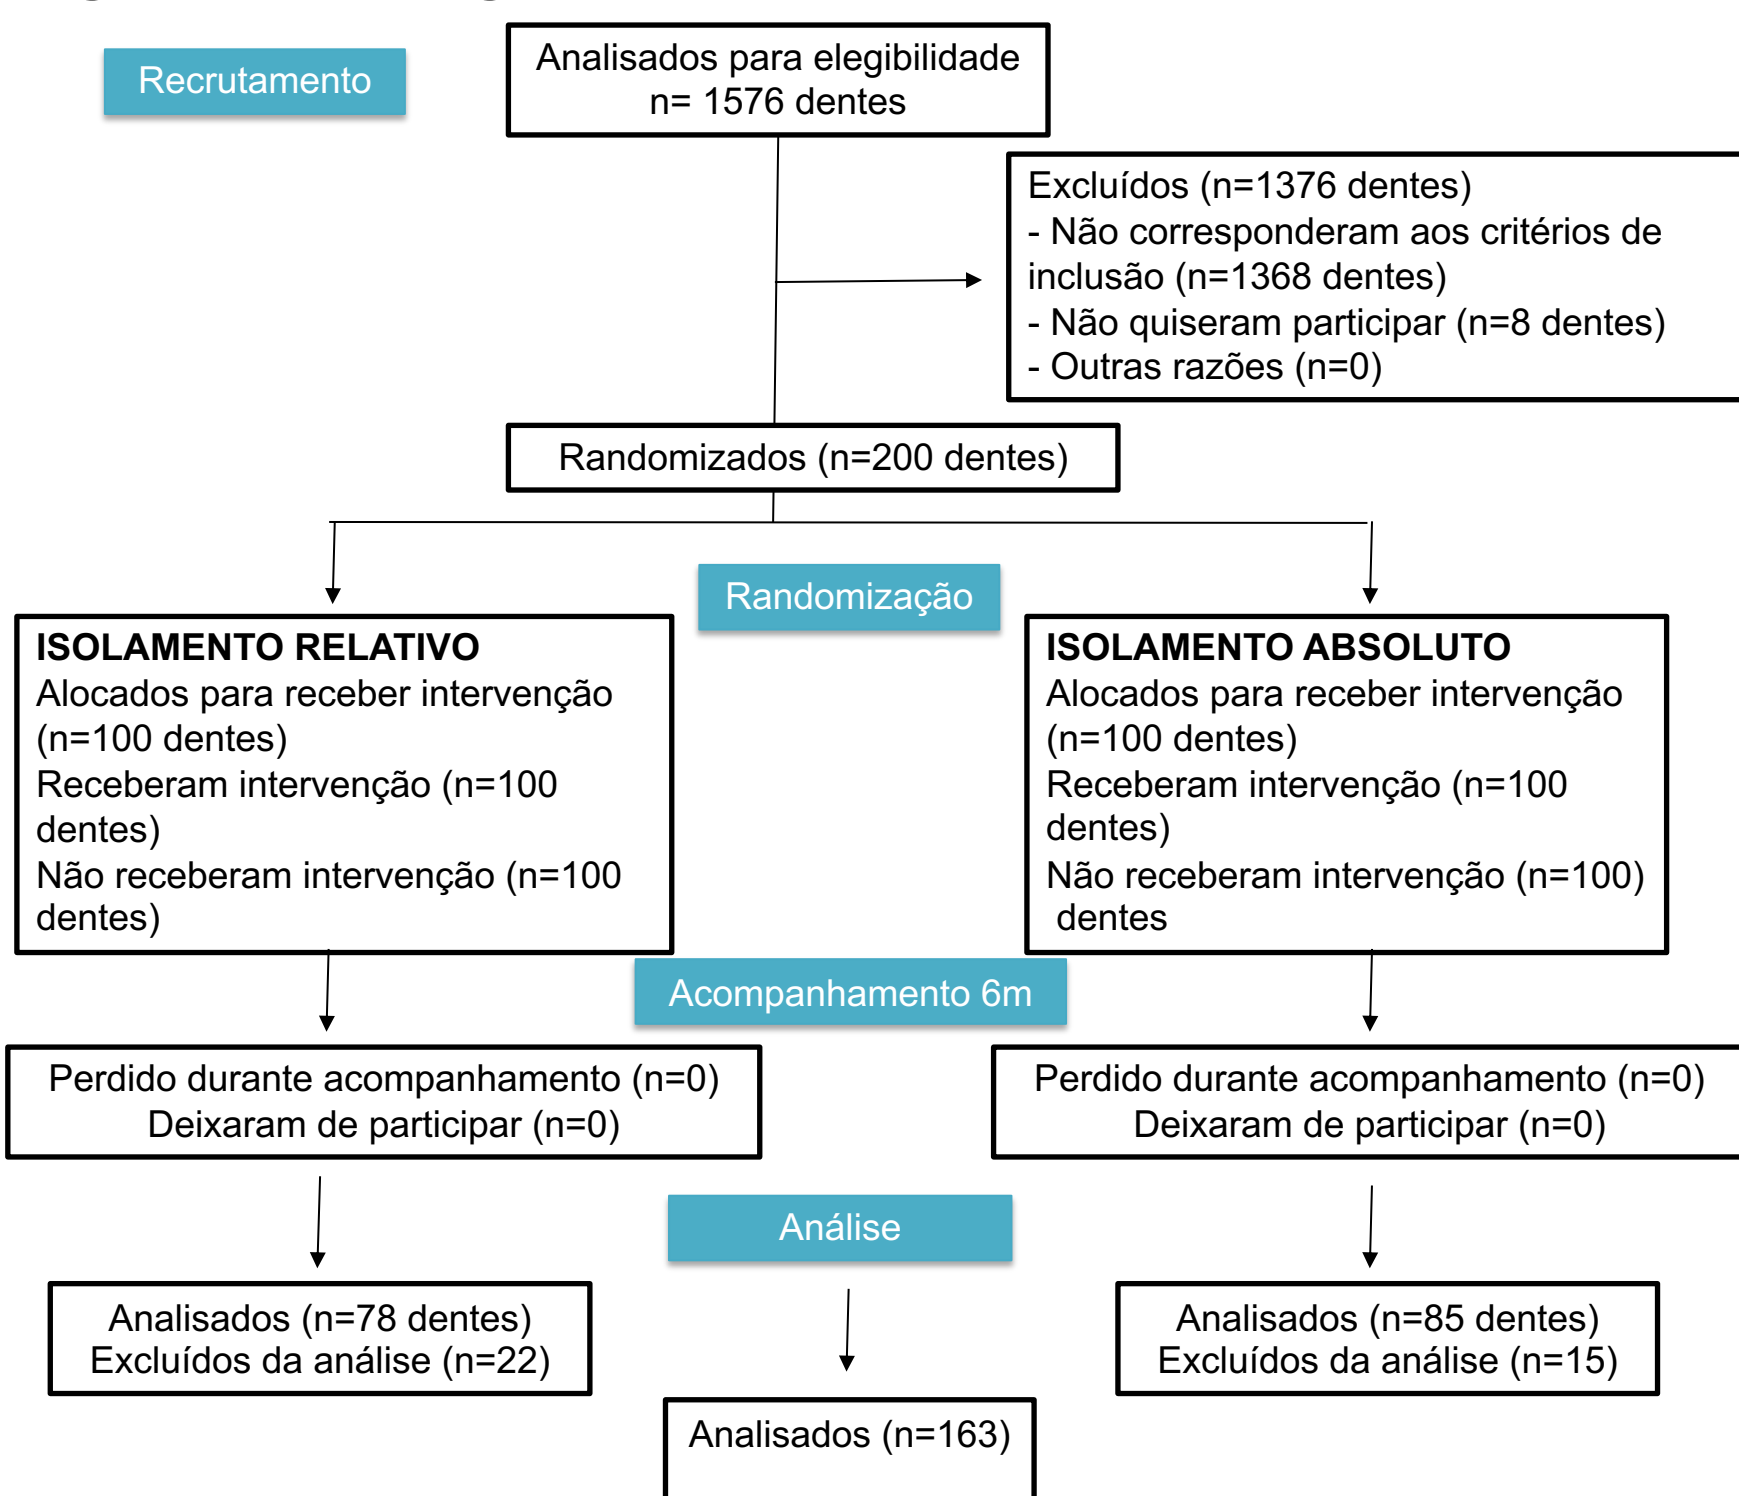 Recrutamento
Analisados para elegibilidade
n= 1576 dentes
Excluídos (n=1376 dentes)
- Não corresponderam aos critérios de
inclusão (n=1368 dentes)
- Não quiseram participar (n=8 dentes)
- Outras razões (n=0)
Randomizados (n=200 dentes)
Randomização
ISOLAMENTO RELATIVO
Alocados para receber intervenção
(n=100 dentes)
Receberam intervenção (n=100
dentes)
Não receberam intervenção (n=100
dentes)
ISOLAMENTO ABSOLUTO
Alocados para receber intervenção
(n=100 dentes)
Receberam intervenção (n=100
dentes)
Não receberam intervenção (n=100)
dentes
Acompanhamento 6m
Perdido durante acompanhamento (n=0)
Deixaram de participar (n=0)
Perdido durante acompanhamento (n=0)
Deixaram de participar (n=0)
Análise
Analisados (n=78 dentes)
Excluídos da análise (n=22)
Analisados (n=85 dentes)
Excluídos da análise (n=15)
Analisados (n=163)